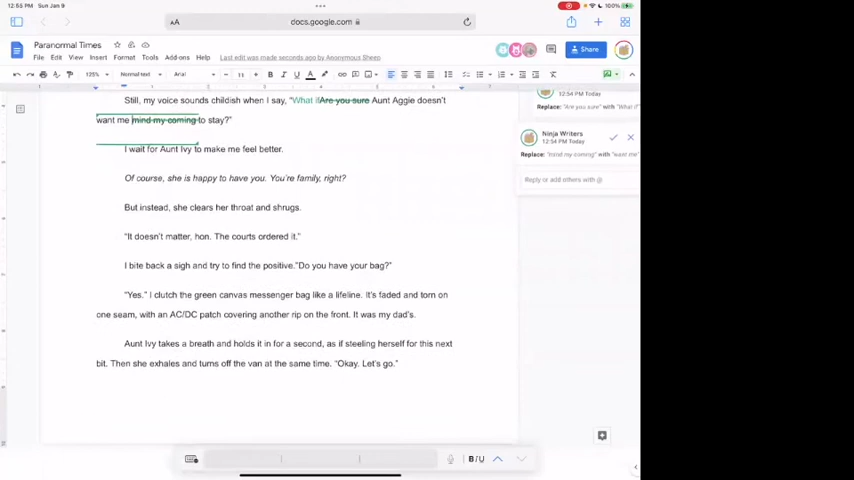 12:55 PM Sun Jan 9
100%
AA
docs.google.com
Paranormal Times
File Edit View Insert Format Tools Add-ons Help
Last edit was made seconds ago by Anonymous Sheep
Share
125% Normal text Arial 11 B I U A
Still, my voice sounds childish when I say, “What ifAre you sure Aunt Aggie doesn’t
want me mind my coming to stay?”
I wait for Aunt Ivy to make me feel better.
Of course, she is happy to have you. You’re family, right?
But instead, she clears her throat and shrugs.
“It doesn’t matter, hon. The courts ordered it.”
I bite back a sigh and try to find the positive.”Do you have your bag?”
“Yes.” I clutch the green canvas messenger bag like a lifeline. It’s faded and torn on
one seam, with an AC/DC patch covering another rip on the front. It was my dad’s.
Aunt Ivy takes a breath and holds it in for a second, as if steeling herself for this next
bit. Then she exhales and turns off the van at the same time. “Okay. Let’s go.”
12:54 PM Today
Replace: “Are you sure” with “What if”
Ninja Writers
12:54 PM Today
Replace: “mind my coming” with “want me”
Reply or add others with @
B I U